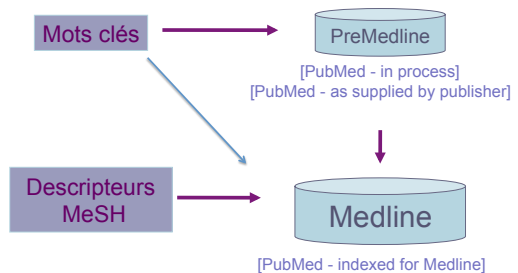 Mots clés
PreMedline
[PubMed - in process]
[PubMed - as supplied by publisher]
Descripteurs
MeSH
Medline
[PubMed - indexed for Medline]